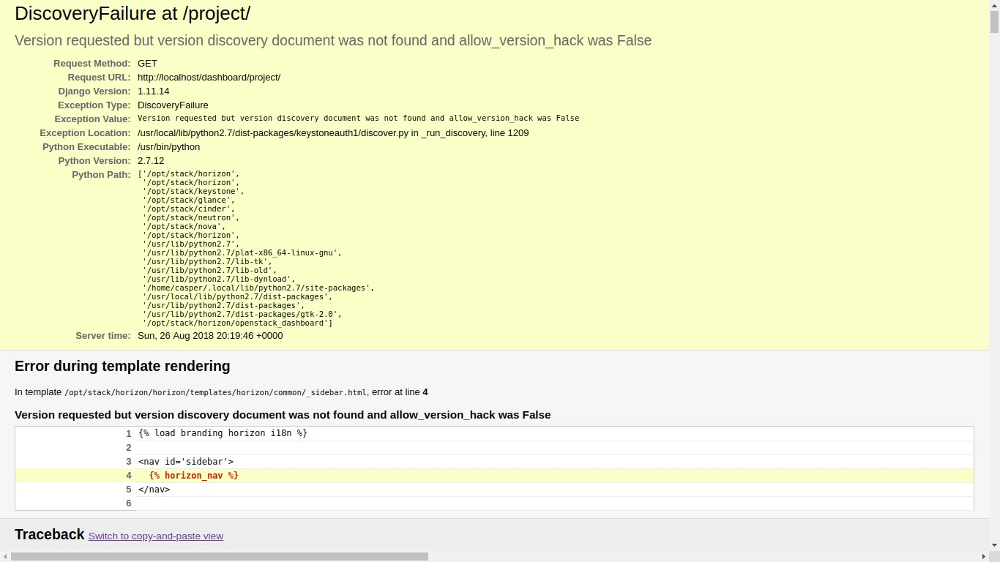 DiscoveryFailure at /project/
Version requested but version discovery document was not found and allow_version_hack was False
Request Method: GET
Request URL: http://localhost/dashboard/project/
Django Version: 1.11.14
Exception Type: DiscoveryFailure
Exception Value: Version requested but version discovery document was not found and allow_version_hack was False
Exception Location: /usr/local/lib/python2.7/dist-packages/keystoneauth1/discover.py in _run_discovery, line 1209
Python Executable: /usr/bin/python
Python Version: 2.7.12
Python Path: ['/opt/stack/horizon',
'/opt/stack/horizon',
'/opt/stack/keystone',
'/opt/stack/glance',
'/opt/stack/cinder',
'/opt/stack/neutron',
'/opt/stack/nova',
'/opt/stack/horizon',
'/usr/lib/python2.7',
'/usr/lib/python2.7/plat-x86_64-linux-gnu',
'/usr/lib/python2.7/lib-tk',
'/usr/lib/python2.7/lib-old',
'/usr/lib/python2.7/lib-dynload',
'/home/casper/.local/lib/python2.7/site-packages',
'/usr/local/lib/python2.7/dist-packages',
'/usr/lib/python2.7/dist-packages',
'/usr/lib/python2.7/dist-packages/gtk-2.0',
'/opt/stack/horizon/openstack_dashboard']
Server time: Sun, 26 Aug 2018 20:19:46 +0000
Error during template rendering
In template /opt/stack/horizon/horizon/templates/horizon/common/_sidebar.html, error at line 4
Version requested but version discovery document was not found and allow_version_hack was False
1 {% load branding horizon i18n %}
2
3 <nav id='sidebar'>
4 {% horizon_nav %}
5 </nav>
6
Traceback Switch to copy-and-paste view